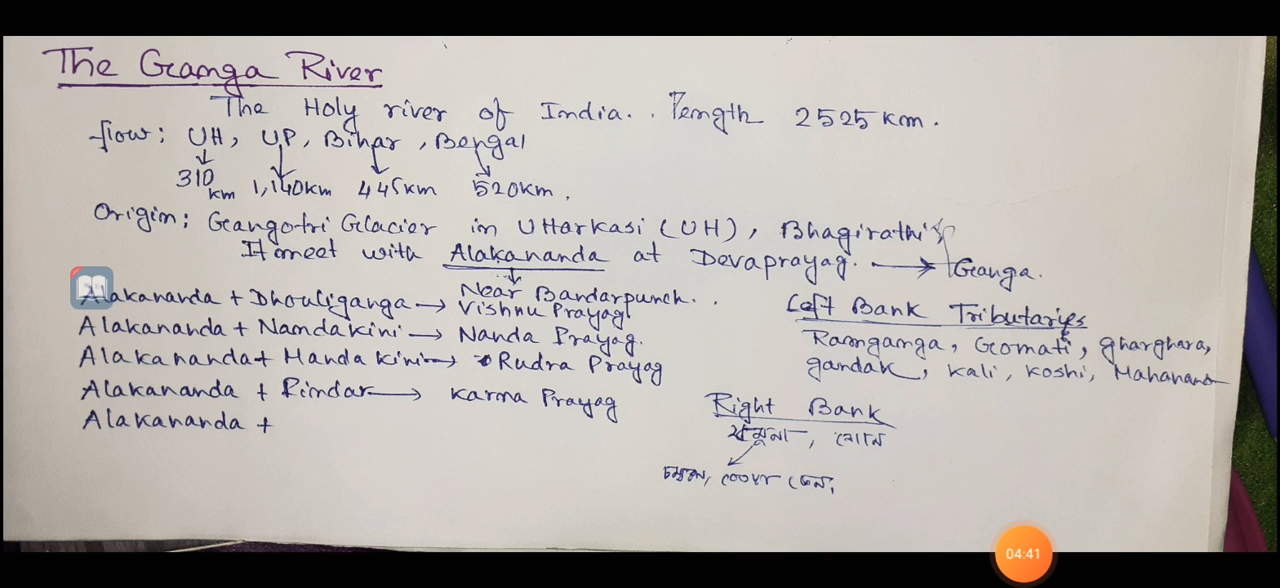 The Ganga River
The Holy river of India. . Length 2525 km.
flow: UH, UP, Bihar, Bengal
310 km 1,140km 445km 520km.
Origin: Gangotri Glacier in Uttarkasi (UH), Bhagirathi
It meet with Alakananda at Devaprayag. → Ganga.
Near Bandarpunch. .
Alakananda + Dhouliganga → Vishnu Prayag
Alakananda + Nandakini → Nanda Prayag.
Alakananda + Mandakini → Rudra Prayag
Alakananda + Pindar → Karna Prayag
Alakananda +
Left Bank Tributaries
Ramganga, Gomati, gharghara,
gandak, kali, koshi, Mahananda
Right Bank
যমুনা, সোন
চম্বল,
04:41